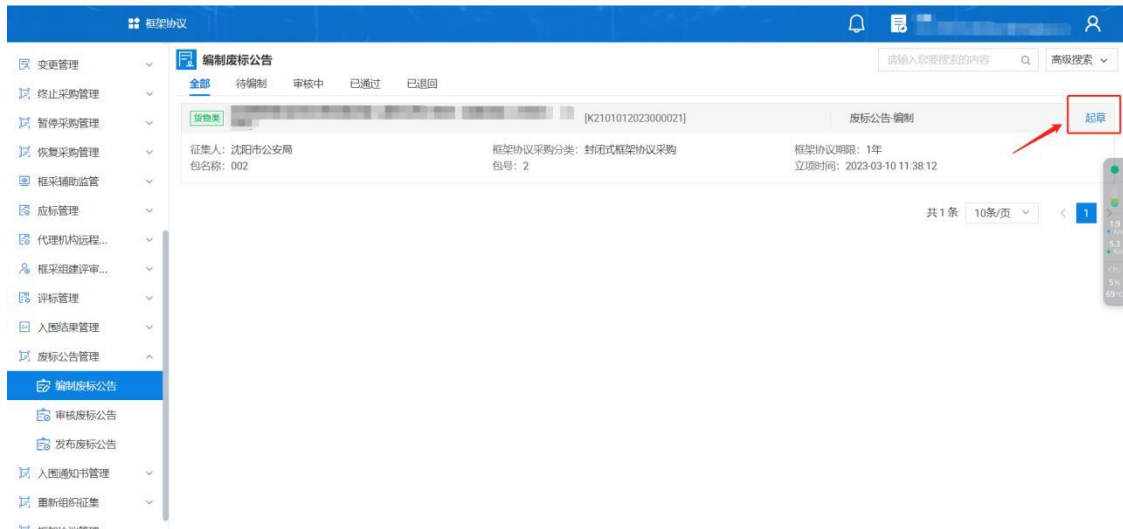 框架协议
编制废标公告
请输入您要搜索的内容
高级搜索
全部 待编制 审核中 已通过 已退回
货物类
[K2101012023000021]
废标公告-编制
起草
征集人：沈阳市公安局
框架协议采购分类：封闭式框架协议采购
框架协议期限：1年
包名称：002
包号：2
立项时间：2023-03-10 11:38:12
共1条 10条/页 < 1 >
1.9
5.3
CPU
5%
69°C
变更管理
终止采购管理
暂停采购管理
恢复采购管理
框采辅助监管
应标管理
代理机构远程...
框采组建评审...
评标管理
入围结果管理
废标公告管理
编制废标公告
审核废标公告
发布废标公告
入围通知书管理
重新组织征集